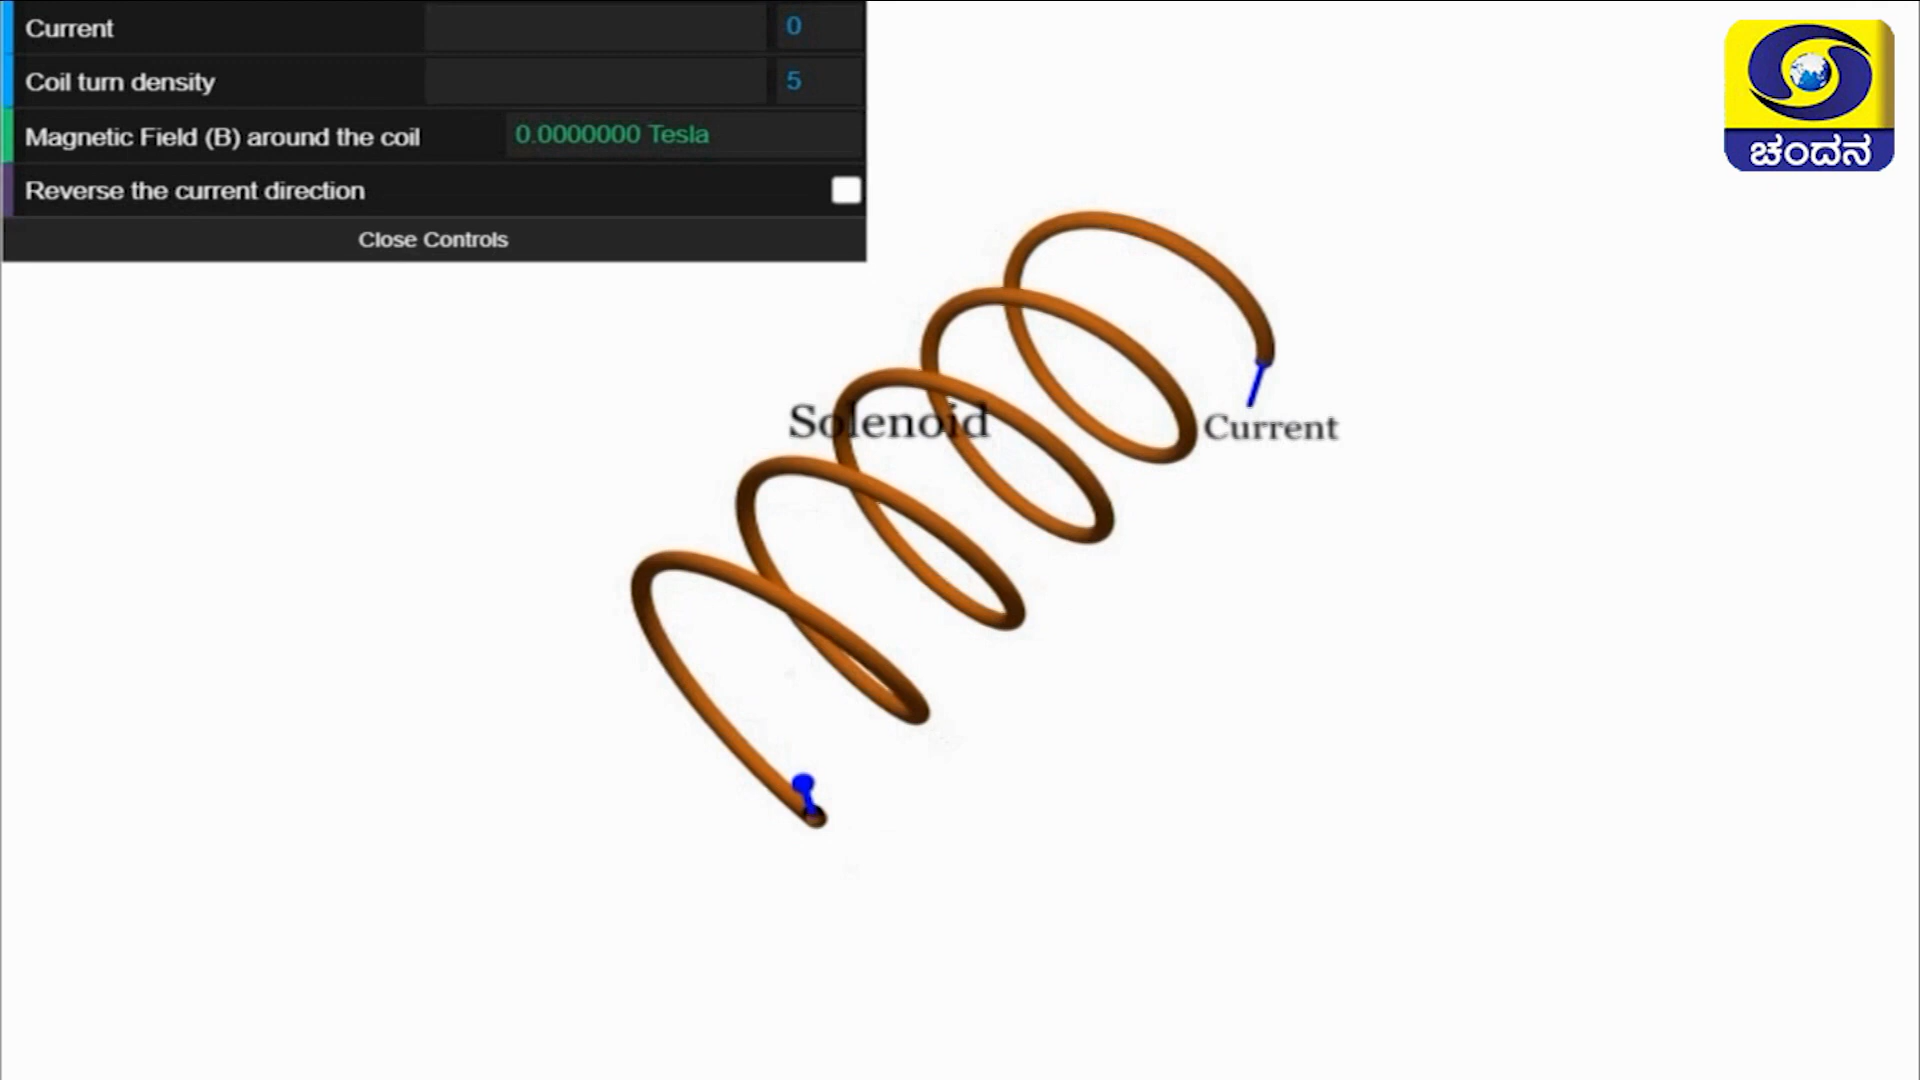 Current 0
Coil turn density 5
Magnetic Field (B) around the coil 0.0000000 Tesla
Reverse the current direction
Close Controls
ಚಂದನ
Solenoid
Current